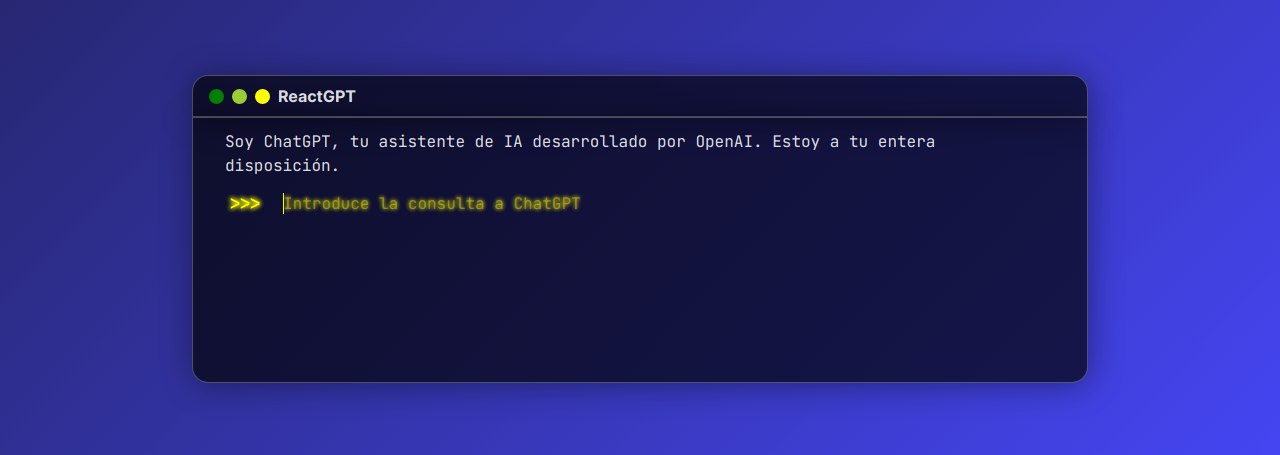 ReactGPT
Soy ChatGPT, tu asistente de IA desarrollado por OpenAI. Estoy a tu entera
disposición.
>>> Introduce la consulta a ChatGPT